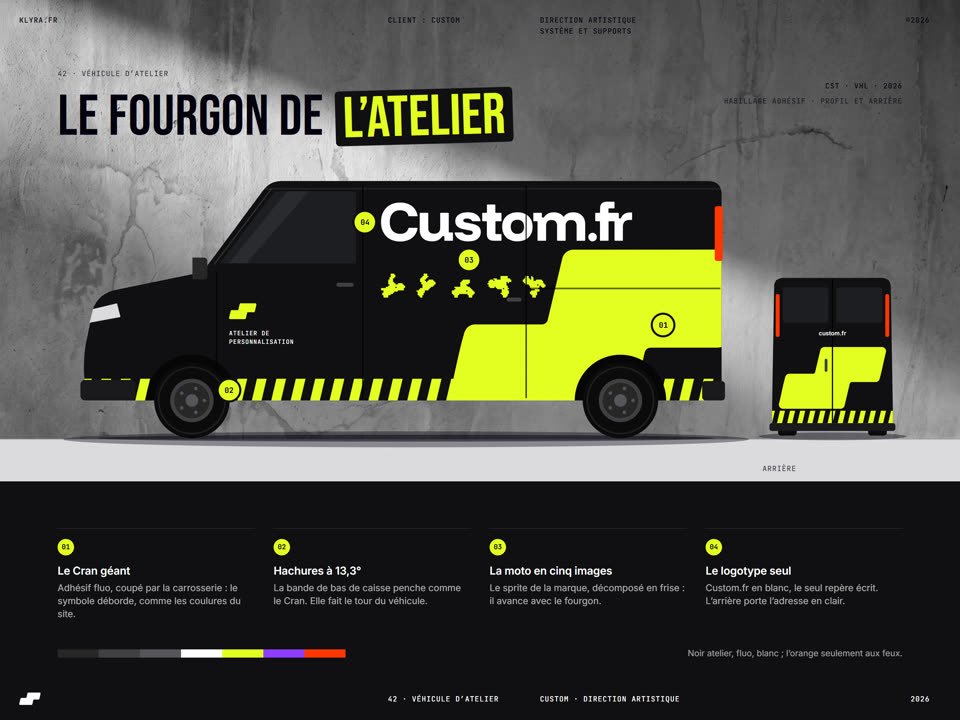 KLYRA.FR
CLIENT : CUSTOM
DIRECTION ARTISTIQUE
SYSTÈME ET SUPPORTS
©2026
42 · VÉHICULE D'ATELIER
LE FOURGON DE L'ATELIER
CST · VHL · 2026
HABILLAGE ADHÉSIF · PROFIL ET ARRIÈRE
04
Custom.fr
03
01
ATELIER DE
PERSONNALISATION
02
custom.fr
ARRIÈRE
01
Le Cran géant
Adhésif fluo, coupé par la carrosserie : le
symbole déborde, comme les coulures du
site.
02
Hachures à 13,3°
La bande de bas de caisse penche comme
le Cran. Elle fait le tour du véhicule.
03
La moto en cinq images
Le sprite de la marque, décomposé en frise :
il avance avec le fourgon.
04
Le logotype seul
Custom.fr en blanc, le seul repère écrit.
L'arrière porte l'adresse en clair.
Noir atelier, fluo, blanc ; l'orange seulement aux feux.
42 · VÉHICULE D'ATELIER
CUSTOM · DIRECTION ARTISTIQUE
2026